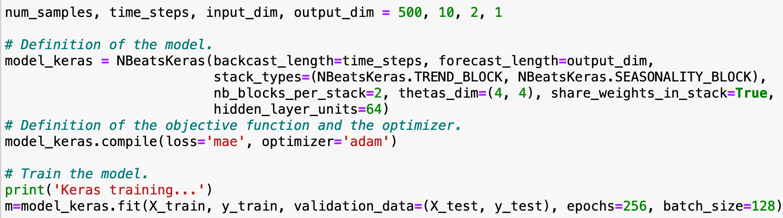 num_samples, time_steps, input_dim, output_dim = 500, 10, 2, 1

# Definition of the model.
model_keras = NBeatsKeras(backcast_length=time_steps, forecast_length=output_dim,
                          stack_types=(NBeatsKeras.TREND_BLOCK, NBeatsKeras.SEASONALITY_BLOCK),
                          nb_blocks_per_stack=2, thetas_dim=(4, 4), share_weights_in_stack=True,
                          hidden_layer_units=64)
# Definition of the objective function and the optimizer.
model_keras.compile(loss='mae', optimizer='adam')

# Train the model.
print('Keras training...')
m=model_keras.fit(X_train, y_train, validation_data=(X_test, y_test), epochs=256, batch_size=128)